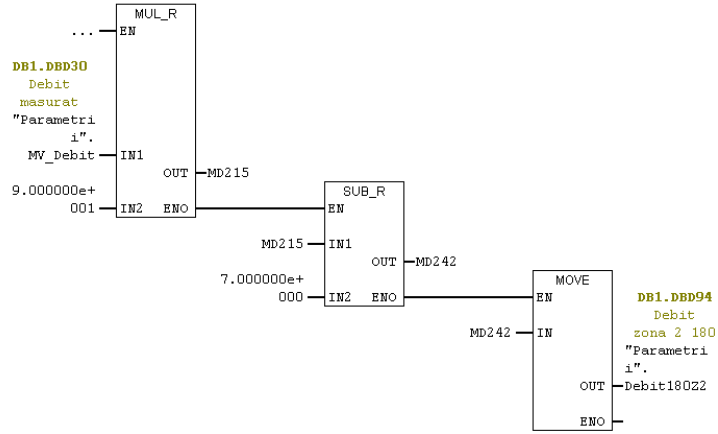 MUL_R
... EN
DB1.DBD30
Debit
masurat
"Parametri
i".
MV_Debit IN1
OUT MD215
9.000000e+
001 IN2 ENO
SUB_R
EN
MD215 IN1
OUT MD242
7.000000e+
000 IN2 ENO
MOVE
EN
DB1.DBD94
Debit
zona 2 180
MD242 IN
"Parametri
i".
OUT Debit180Z2
ENO